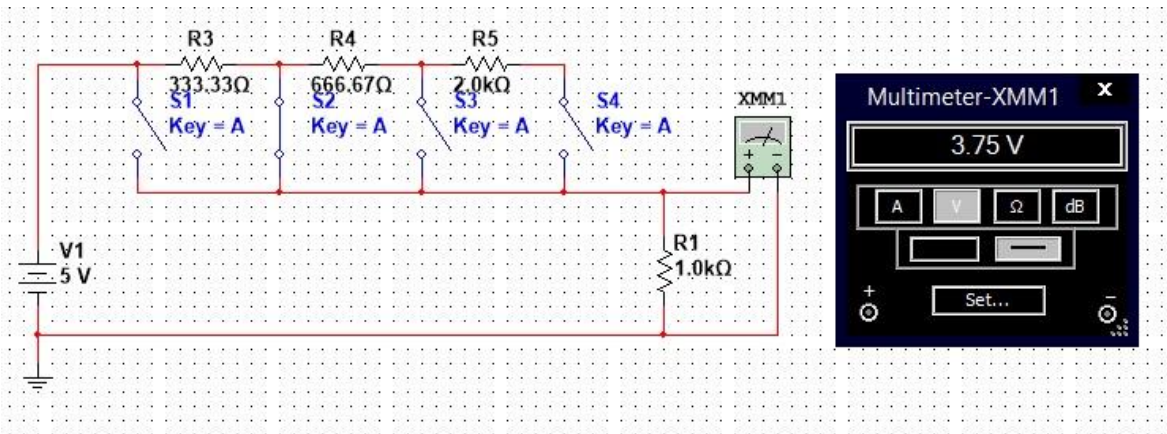 R3
R4
R5
333.33Ω
666.67Ω
2.0kΩ
S1
S2
S3
S4
Key = A
Key = A
Key = A
Key = A
XMM1
+ −
V1
5 V
R1
1.0kΩ
Multimeter-XMM1
x
3.75 V
A
V
Ω
dB
+
Set...
−